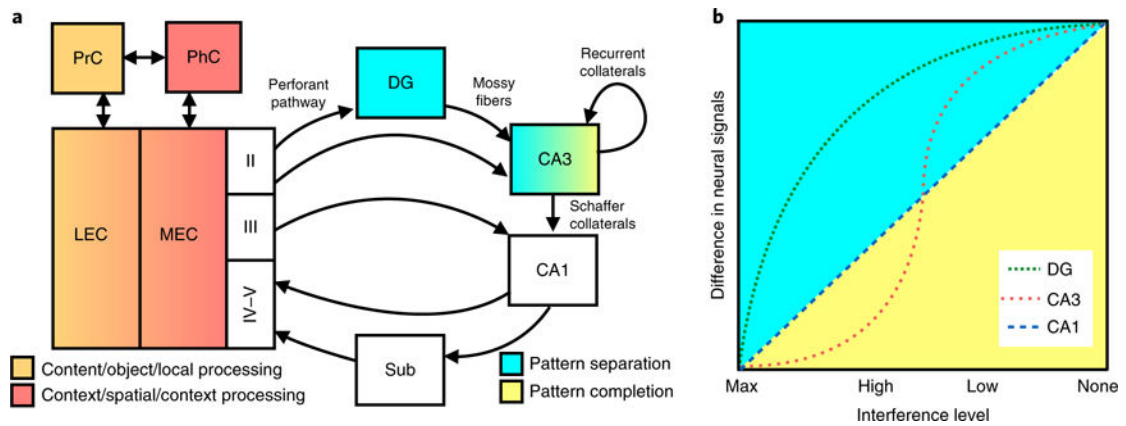 a
PrC
PhC
Perforant
pathway
DG
Mossy
fibers
Recurrent
collaterals
CA3
Schaffer
collaterals
LEC
MEC
II
III
IV–V
CA1
Sub
Content/object/local processing
Context/spatial/context processing
Pattern separation
Pattern completion
b
Difference in neural signals
DG
CA3
CA1
Max
High
Low
None
Interference level